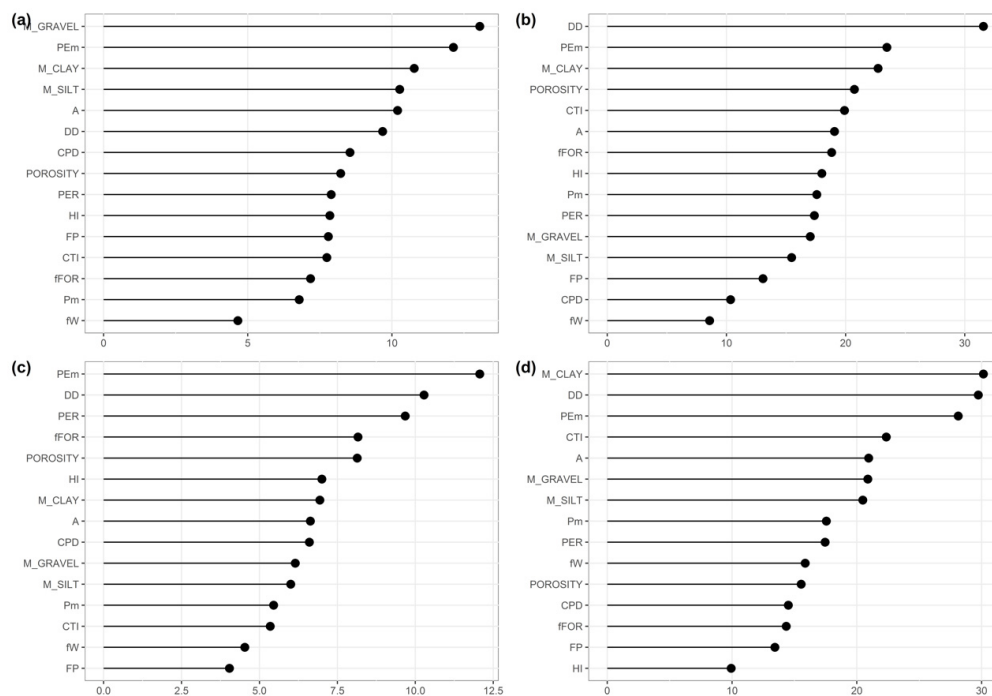 (a)
M_GRAVEL
PEm
M_CLAY
M_SILT
A
DD
CPD
POROSITY
PER
HI
FP
CTI
fFOR
Pm
fW
0 5 10
(b)
DD
PEm
M_CLAY
POROSITY
CTI
A
fFOR
HI
Pm
PER
M_GRAVEL
M_SILT
FP
CPD
fW
0 10 20 30
(c)
PEm
DD
PER
fFOR
POROSITY
HI
M_CLAY
A
CPD
M_GRAVEL
M_SILT
Pm
CTI
fW
FP
0.0 2.5 5.0 7.5 10.0 12.5
(d)
M_CLAY
DD
PEm
CTI
A
M_GRAVEL
M_SILT
Pm
PER
fW
POROSITY
CPD
fFOR
FP
HI
0 10 20 30